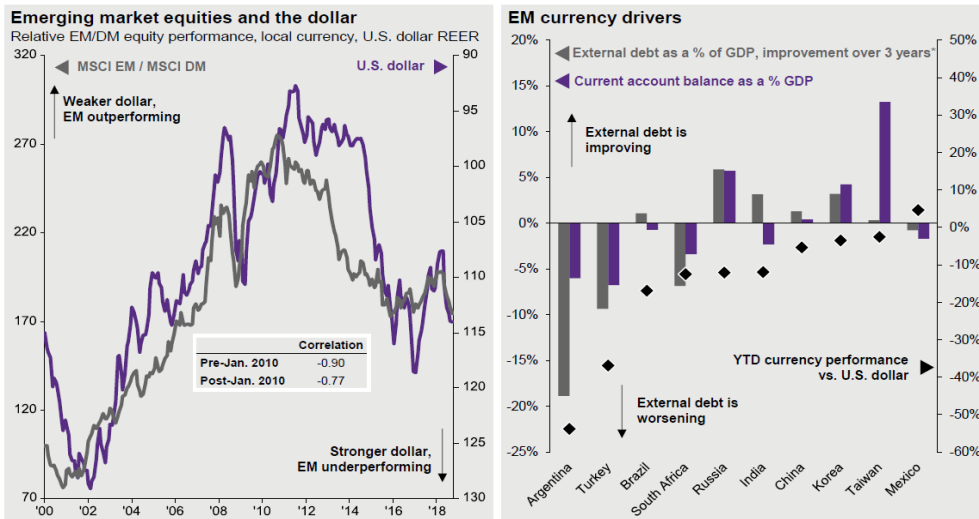 Emerging market equities and the dollar
Relative EM/DM equity performance, local currency, U.S. dollar REER
320
90
MSCI EM / MSCI DM
U.S. dollar
Weaker dollar,
EM outperforming
95
270
100
105
220
110
170
115
Correlation
Pre-Jan. 2010 -0.90
Post-Jan. 2010 -0.77
120
120
125
Stronger dollar,
EM underperforming
70
130
'00 '02 '04 '06 '08 '10 '12 '14 '16 '18
EM currency drivers
20%
50%
External debt as a % of GDP, improvement over 3 years*
Current account balance as a % GDP
40%
15%
30%
External debt is
improving
10%
20%
5%
10%
0%
0%
-5%
-10%
-10%
-20%
-15%
-30%
YTD currency performance
vs. U.S. dollar
-40%
External debt is
worsening
-20%
-50%
-25%
-60%
Argentina
Turkey
Brazil
South Africa
Russia
India
China
Korea
Taiwan
Mexico